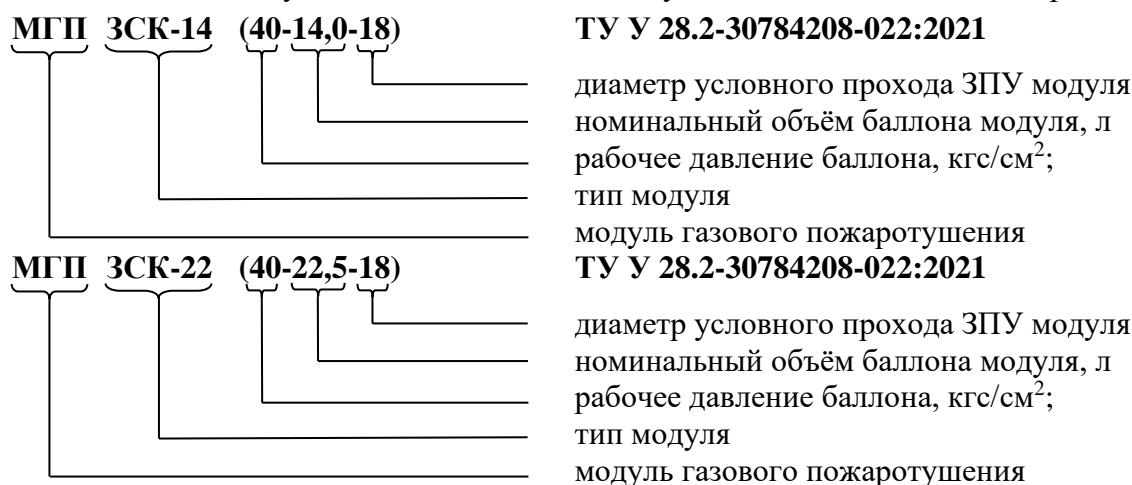 МГП ЗСК-14 (40-14,0-18) ТУ У 28.2-30784208-022:2021
диаметр условного прохода ЗПУ модуля
номинальный объём баллона модуля, л
рабочее давление баллона, кгс/см²;
тип модуля
модуль газового пожаротушения
МГП ЗСК-22 (40-22,5-18) ТУ У 28.2-30784208-022:2021
диаметр условного прохода ЗПУ модуля
номинальный объём баллона модуля, л
рабочее давление баллона, кгс/см²;
тип модуля
модуль газового пожаротушения